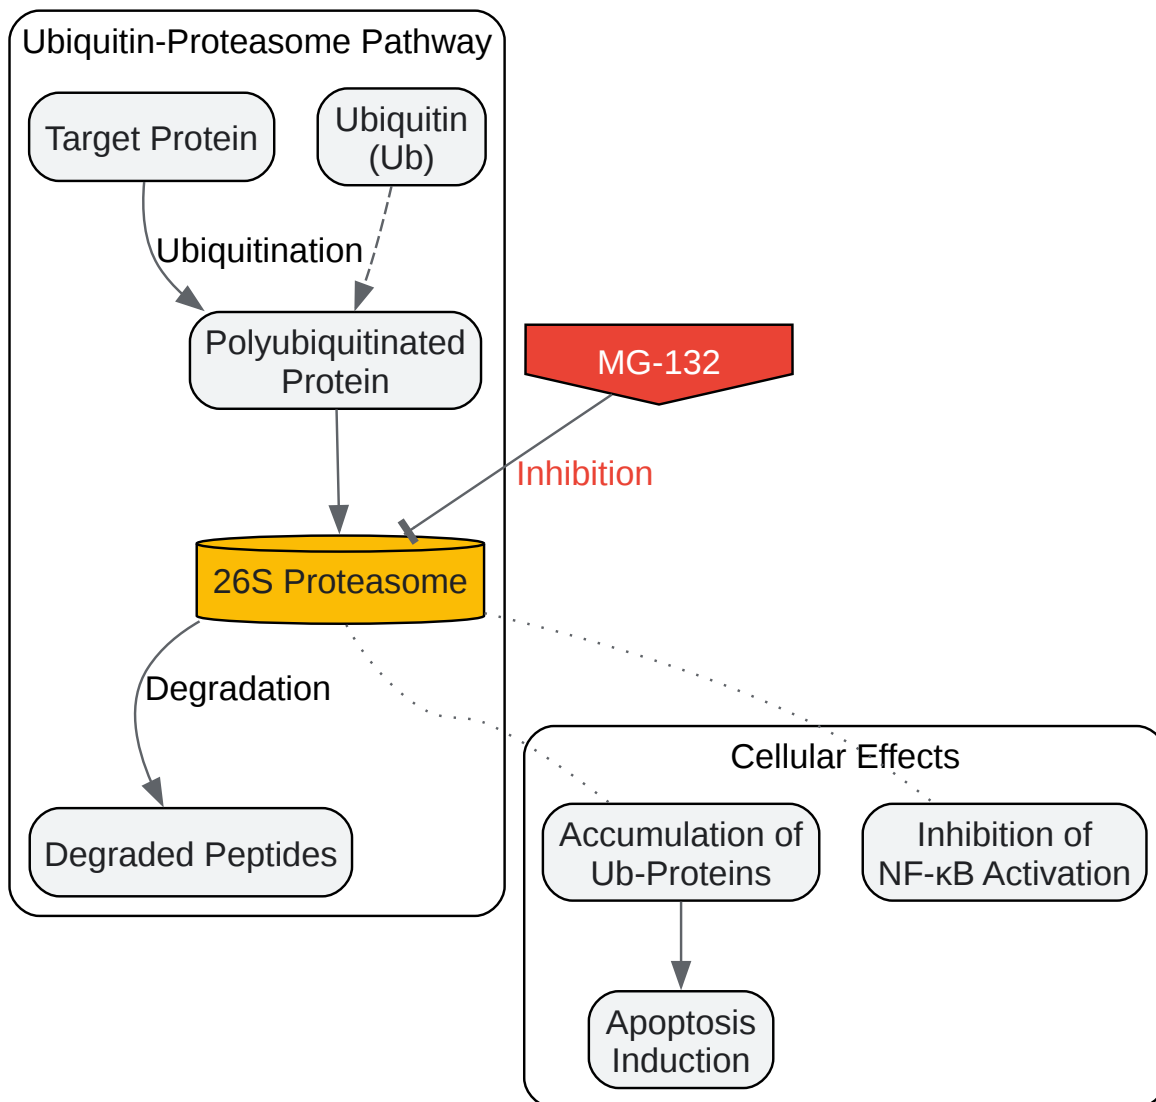 Ubiquitin-Proteasome Pathway
Target Protein
Ubiquitin
(Ub)
Ubiquitination
Polyubiquitinated
Protein
MG-132
Inhibition
26S Proteasome
Degradation
Degraded Peptides
Cellular Effects
Accumulation of
Ub-Proteins
Inhibition of
NF-κB Activation
Apoptosis
Induction